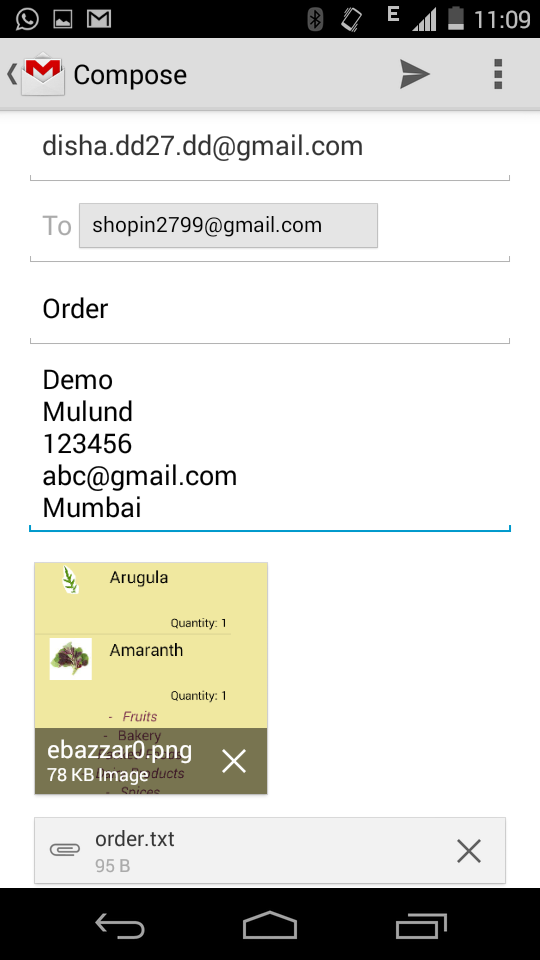 E 11:09
Compose
disha.dd27.dd@gmail.com
To shopin2799@gmail.com
Order
Demo
Mulund
123456
abc@gmail.com
Mumbai
Arugula
Quantity: 1
Amaranth
Quantity: 1
- Fruits
- Bakery
ebazzar0.png
78 KB Image
Products
- Spices
order.txt
95 B